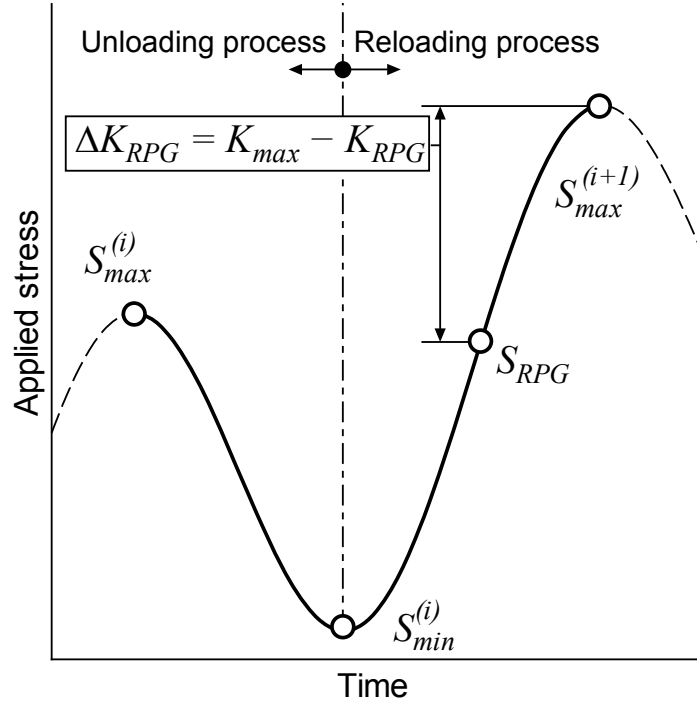 Unloading process Reloading process
ΔK_RPG = K_max − K_RPG
S_max^(i+1)
S_max^(i)
S_RPG
S_min^(i)
Applied stress
Time